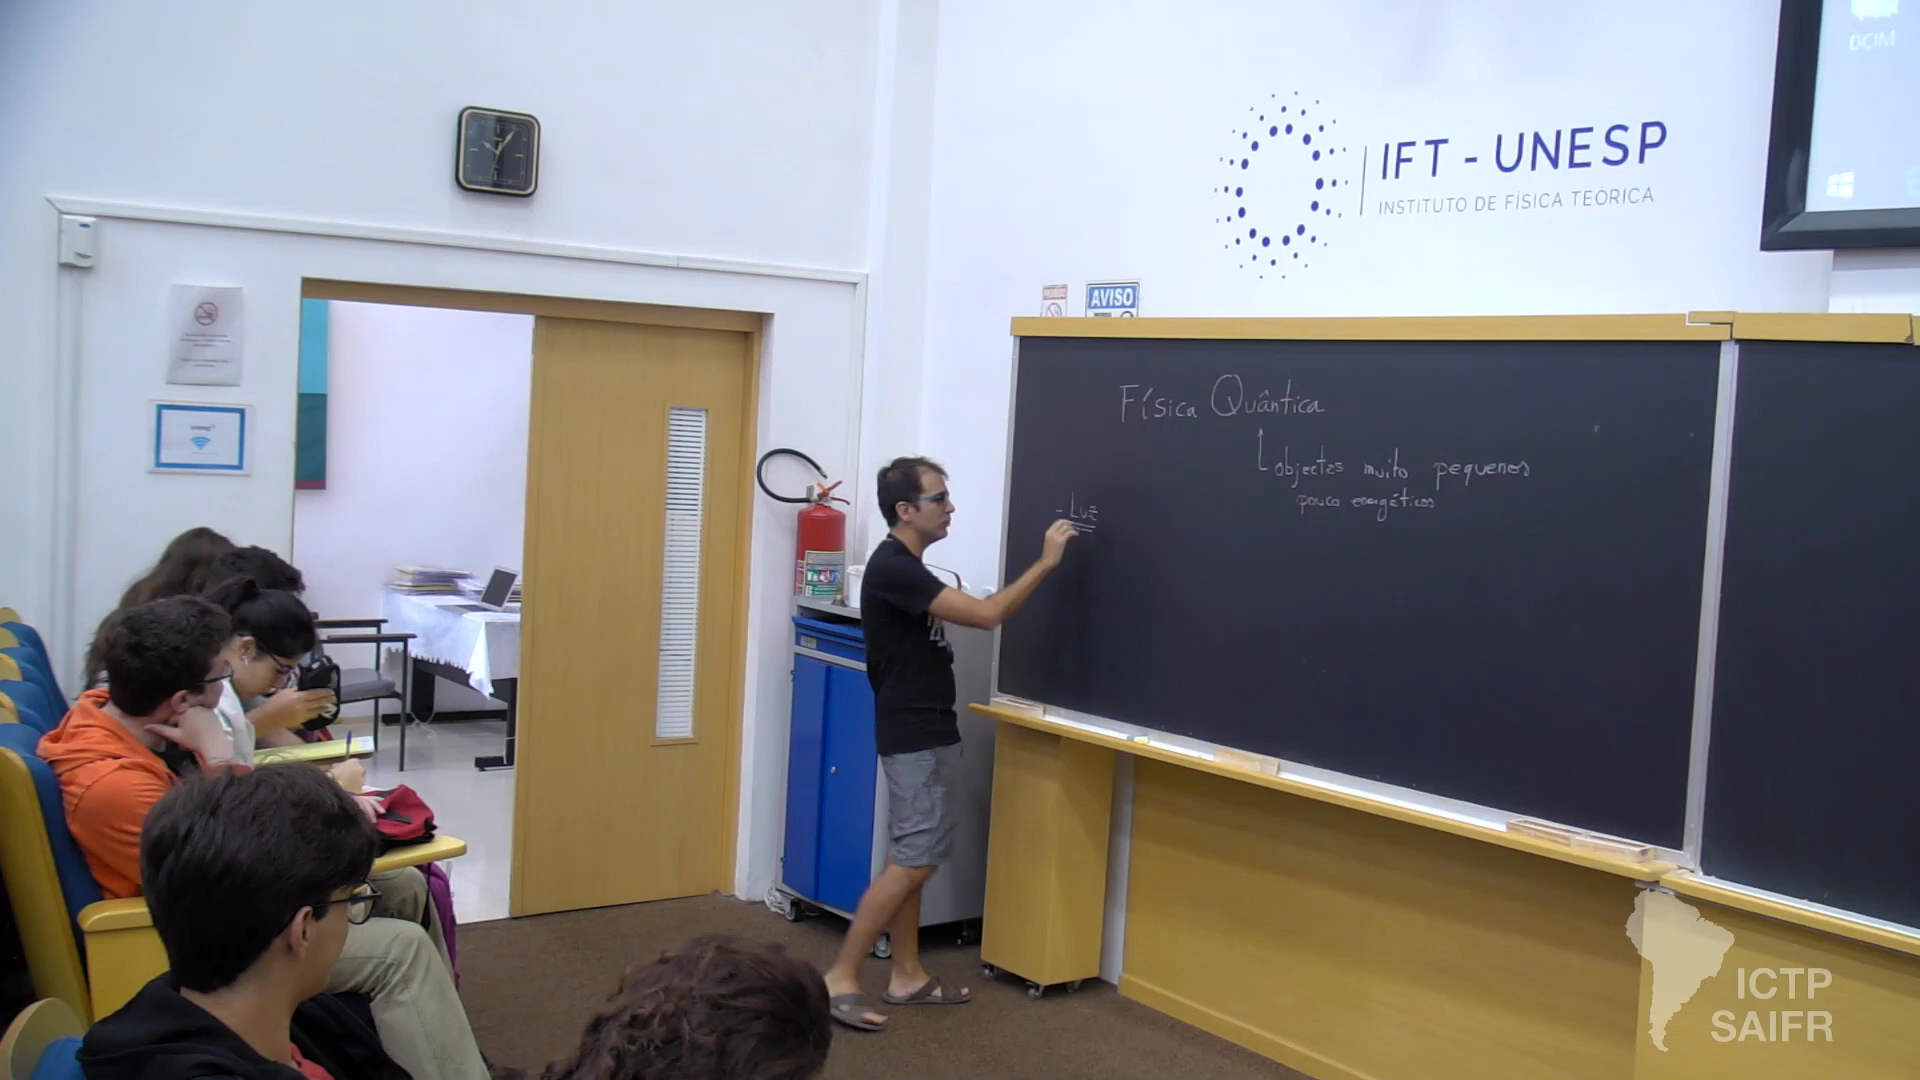 DCIM
IFT - UNESP
INSTITUTO DE FÍSICA TEÓRICA
AVISO
Física Quântica
objectos muito pequenos
pouco energéticos
- Luz
ICTP
SAIFR